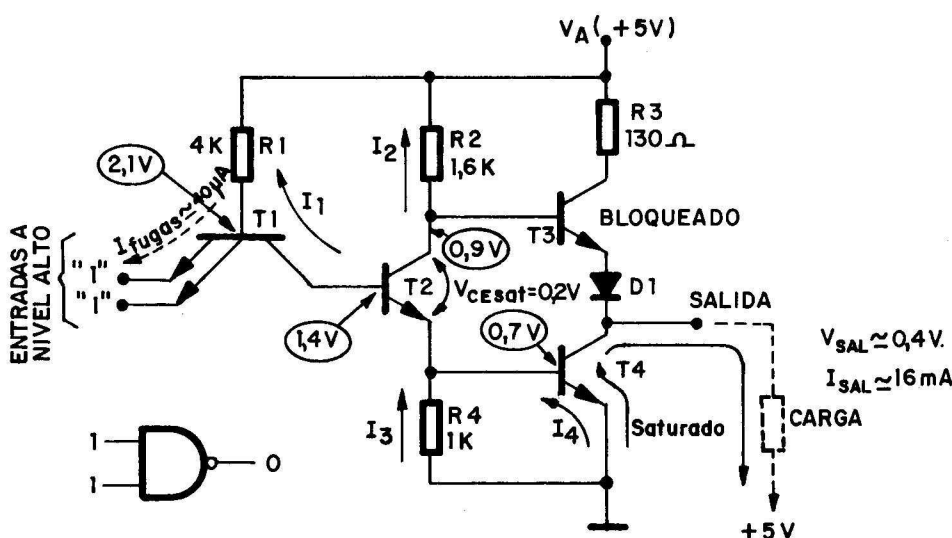 VA( +5V)
R3
130Ω
4K
R1
I2
R2
1,6K
2,1V
I fugas≃40μA
T1
I1
ENTRADAS A
NIVEL ALTO
"1"
"1"
T3
BLOQUEADO
0,9V
T2
VCEsat=0,2V
D1
SALIDA
1,4V
0,7V
T4
VSAL≃0,4V.
ISAL≃16mA
I3
R4
1K
I4
Saturado
CARGA
1
1
0
+5V